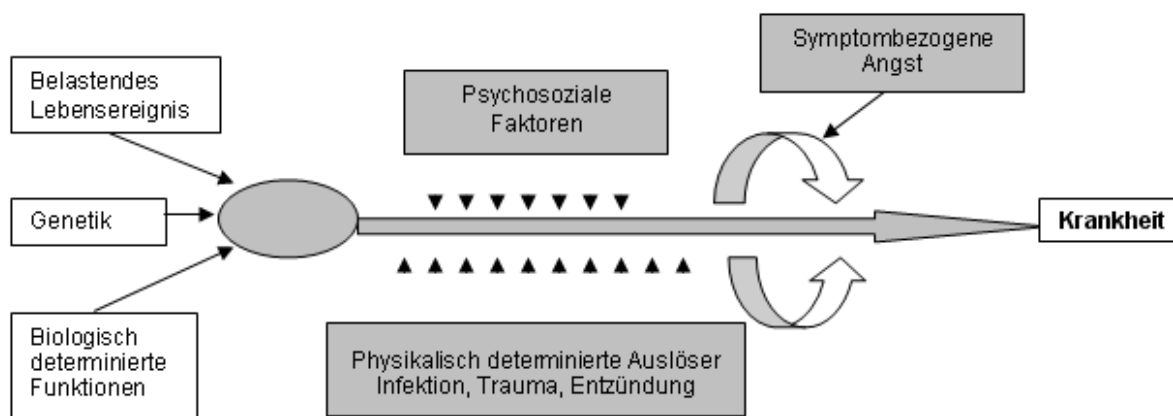 Symptombezogene
Angst
Belastendes
Lebensereignis
Psychosoziale
Faktoren
Genetik
Krankheit
Biologisch
determinierte
Funktionen
Physikalisch determinierte Auslöser
Infektion, Trauma, Entzündung